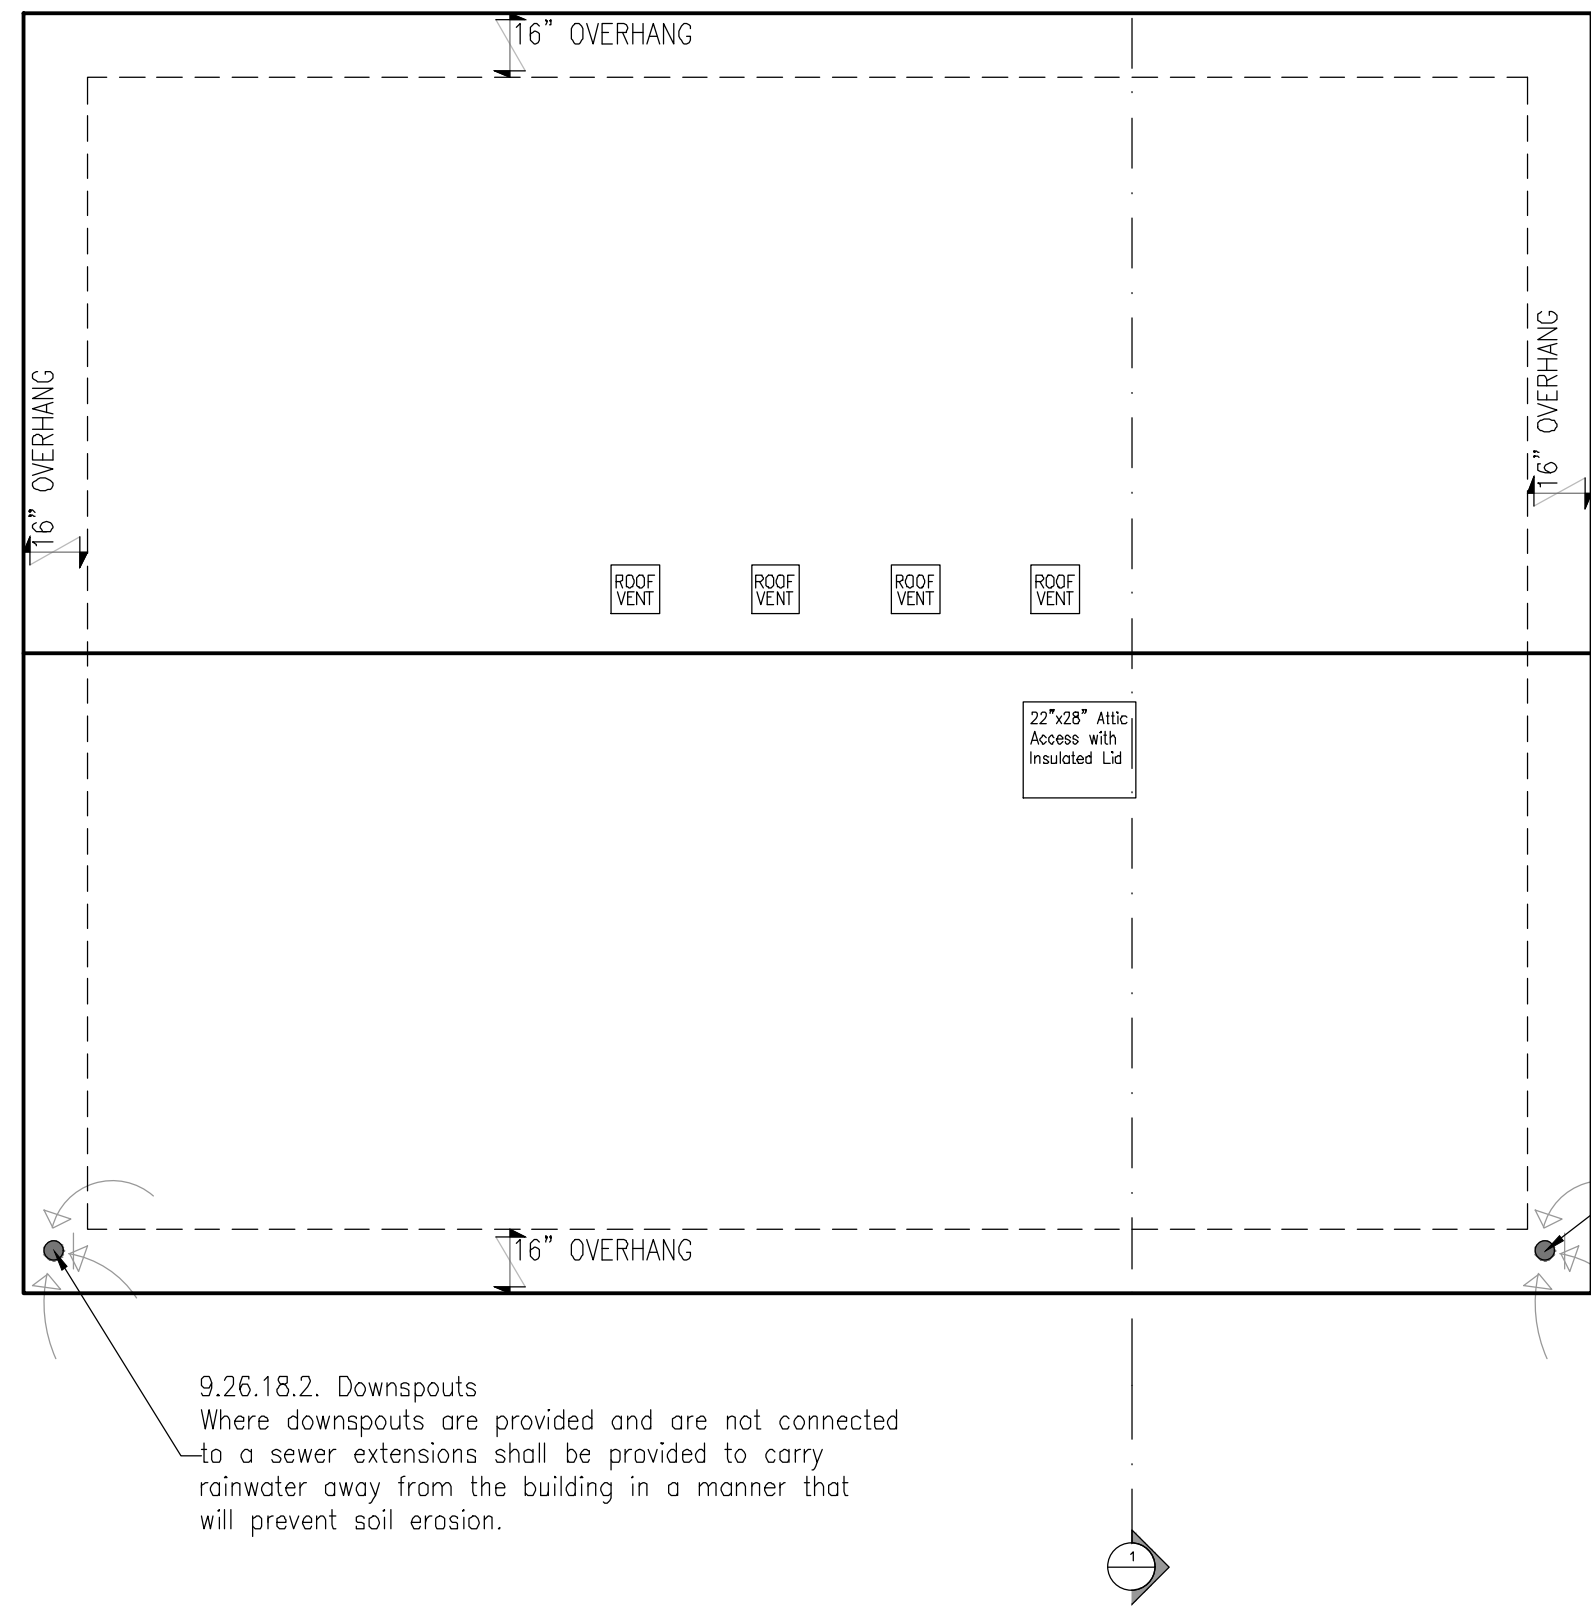 16” OVERHANG
16” OVERHANG
16” OVERHANG
ROOF
VENT
ROOF
VENT
ROOF
VENT
ROOF
VENT
22”x28” Attic
Access with
Insulated Lid
16” OVERHANG
9.26.18.2. Downspouts
Where downspouts are provided and are not connected
to a sewer extensions shall be provided to carry
rainwater away from the building in a manner that
will prevent soil erosion.
1